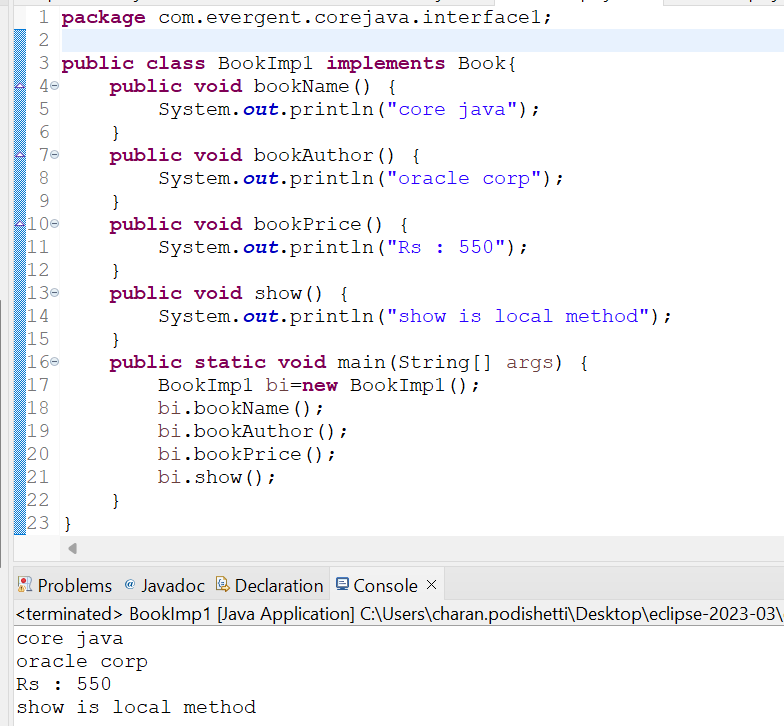 1 package com.evergent.corejava.interface1;
2
3 public class BookImp1 implements Book{
4 public void bookName() {
5 System.out.println("core java");
6 }
7 public void bookAuthor() {
8 System.out.println("oracle corp");
9 }
10 public void bookPrice() {
11 System.out.println("Rs : 550");
12 }
13 public void show() {
14 System.out.println("show is local method");
15 }
16 public static void main(String[] args) {
17 BookImp1 bi=new BookImp1();
18 bi.bookName();
19 bi.bookAuthor();
20 bi.bookPrice();
21 bi.show();
22 }
23 }
Problems @ Javadoc Declaration Console ×
<terminated> BookImp1 [Java Application] C:\Users\charan.podishetti\Desktop\eclipse-2023-03\
core java
oracle corp
Rs : 550
show is local method